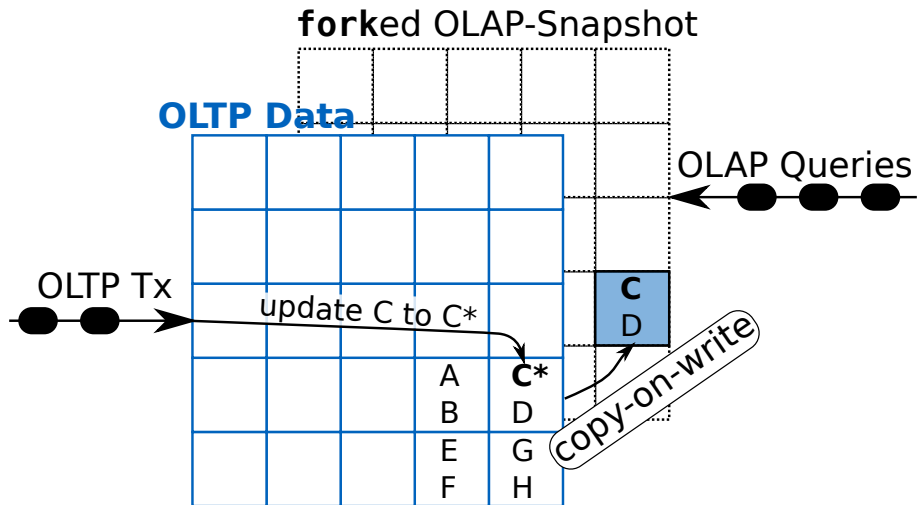 forked OLAP-Snapshot
OLTP Data
OLAP Queries
OLTP Tx
update C to C*
C
D
copy-on-write
A C*
B D
E G
F H